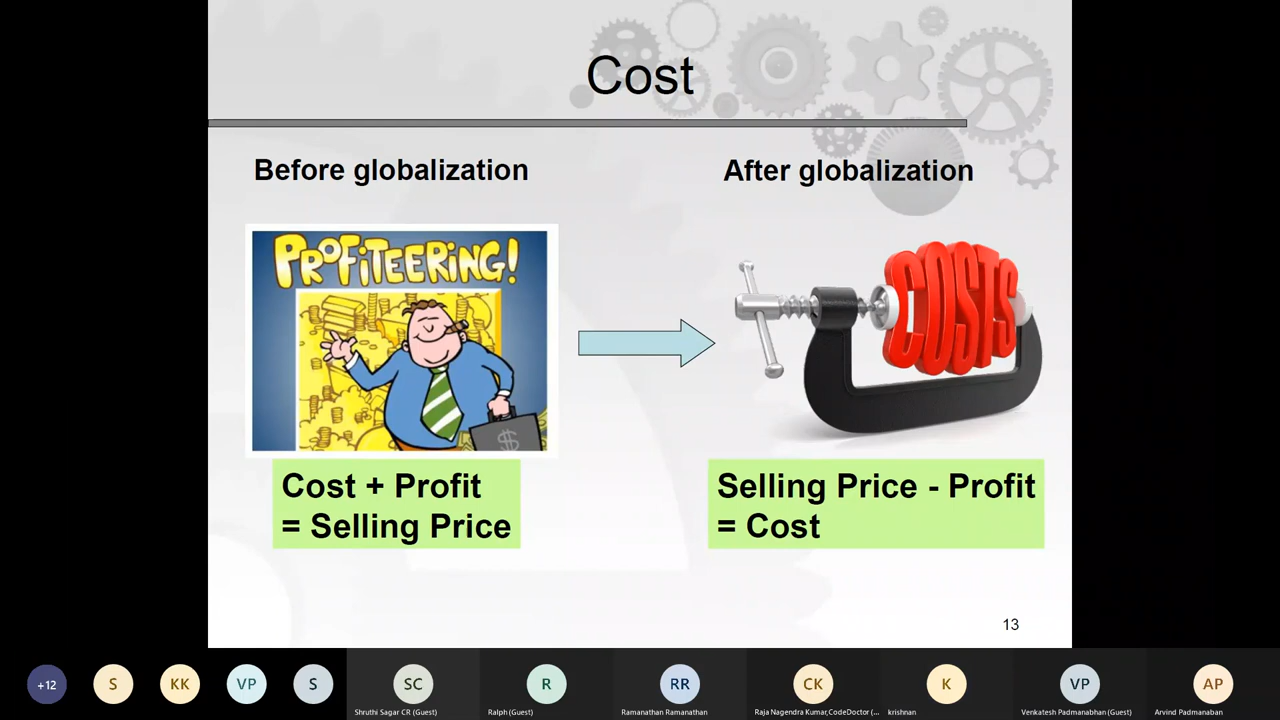 Cost
Before globalization
After globalization
PROFITEERING!
$
COSTS
Cost + Profit
= Selling Price
Selling Price - Profit
= Cost
13
+12
S
KK
VP
S
SC
R
RR
CK
K
VP
AP
Shruthi Sagar CR (Guest)
Ralph (Guest)
Ramanathan Ramanathan
Raja Nagendra Kumar,CodeDoctor (...
krishnan
Venkatesh Padmanabhan (Guest)
Arvind Padmanaban